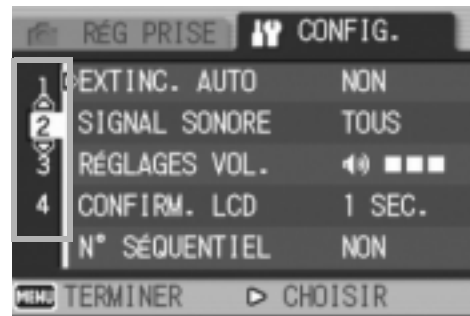 RÉG PRISE CONFIG.
1 EXTINC. AUTO NON
2 SIGNAL SONORE TOUS
3 RÉGLAGES VOL.
4 CONFIRM. LCD 1 SEC.
N° SÉQUENTIEL NON
MENU TERMINER CHOISIR